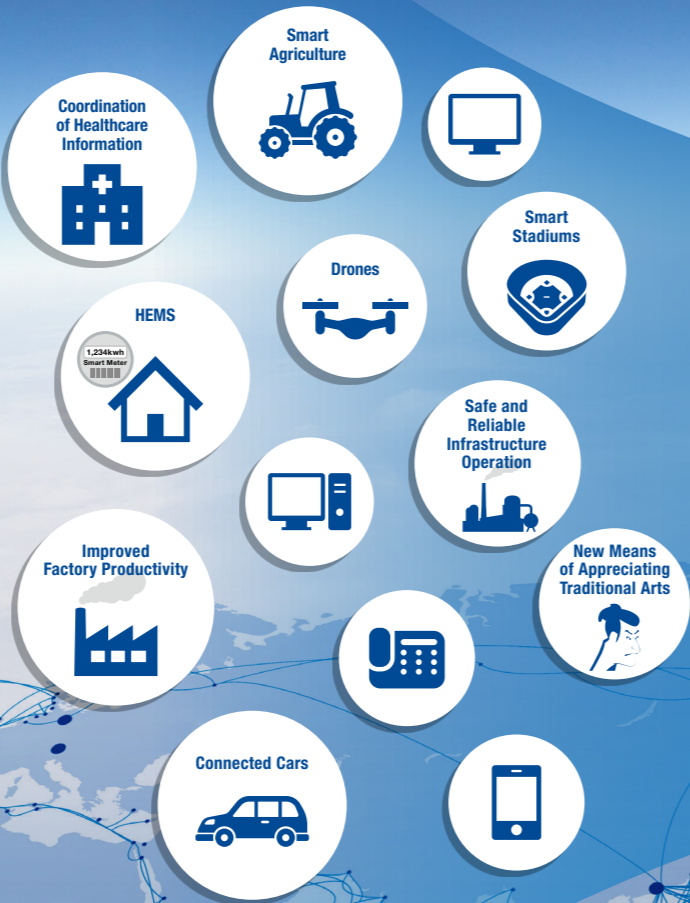 Smart
Agriculture
Coordination
of Healthcare
Information
Smart
Stadiums
Drones
HEMS
1,234kwh
Smart Meter
Safe and
Reliable
Infrastructure
Operation
Improved
Factory Productivity
New Means
of Appreciating
Traditional Arts
Connected Cars